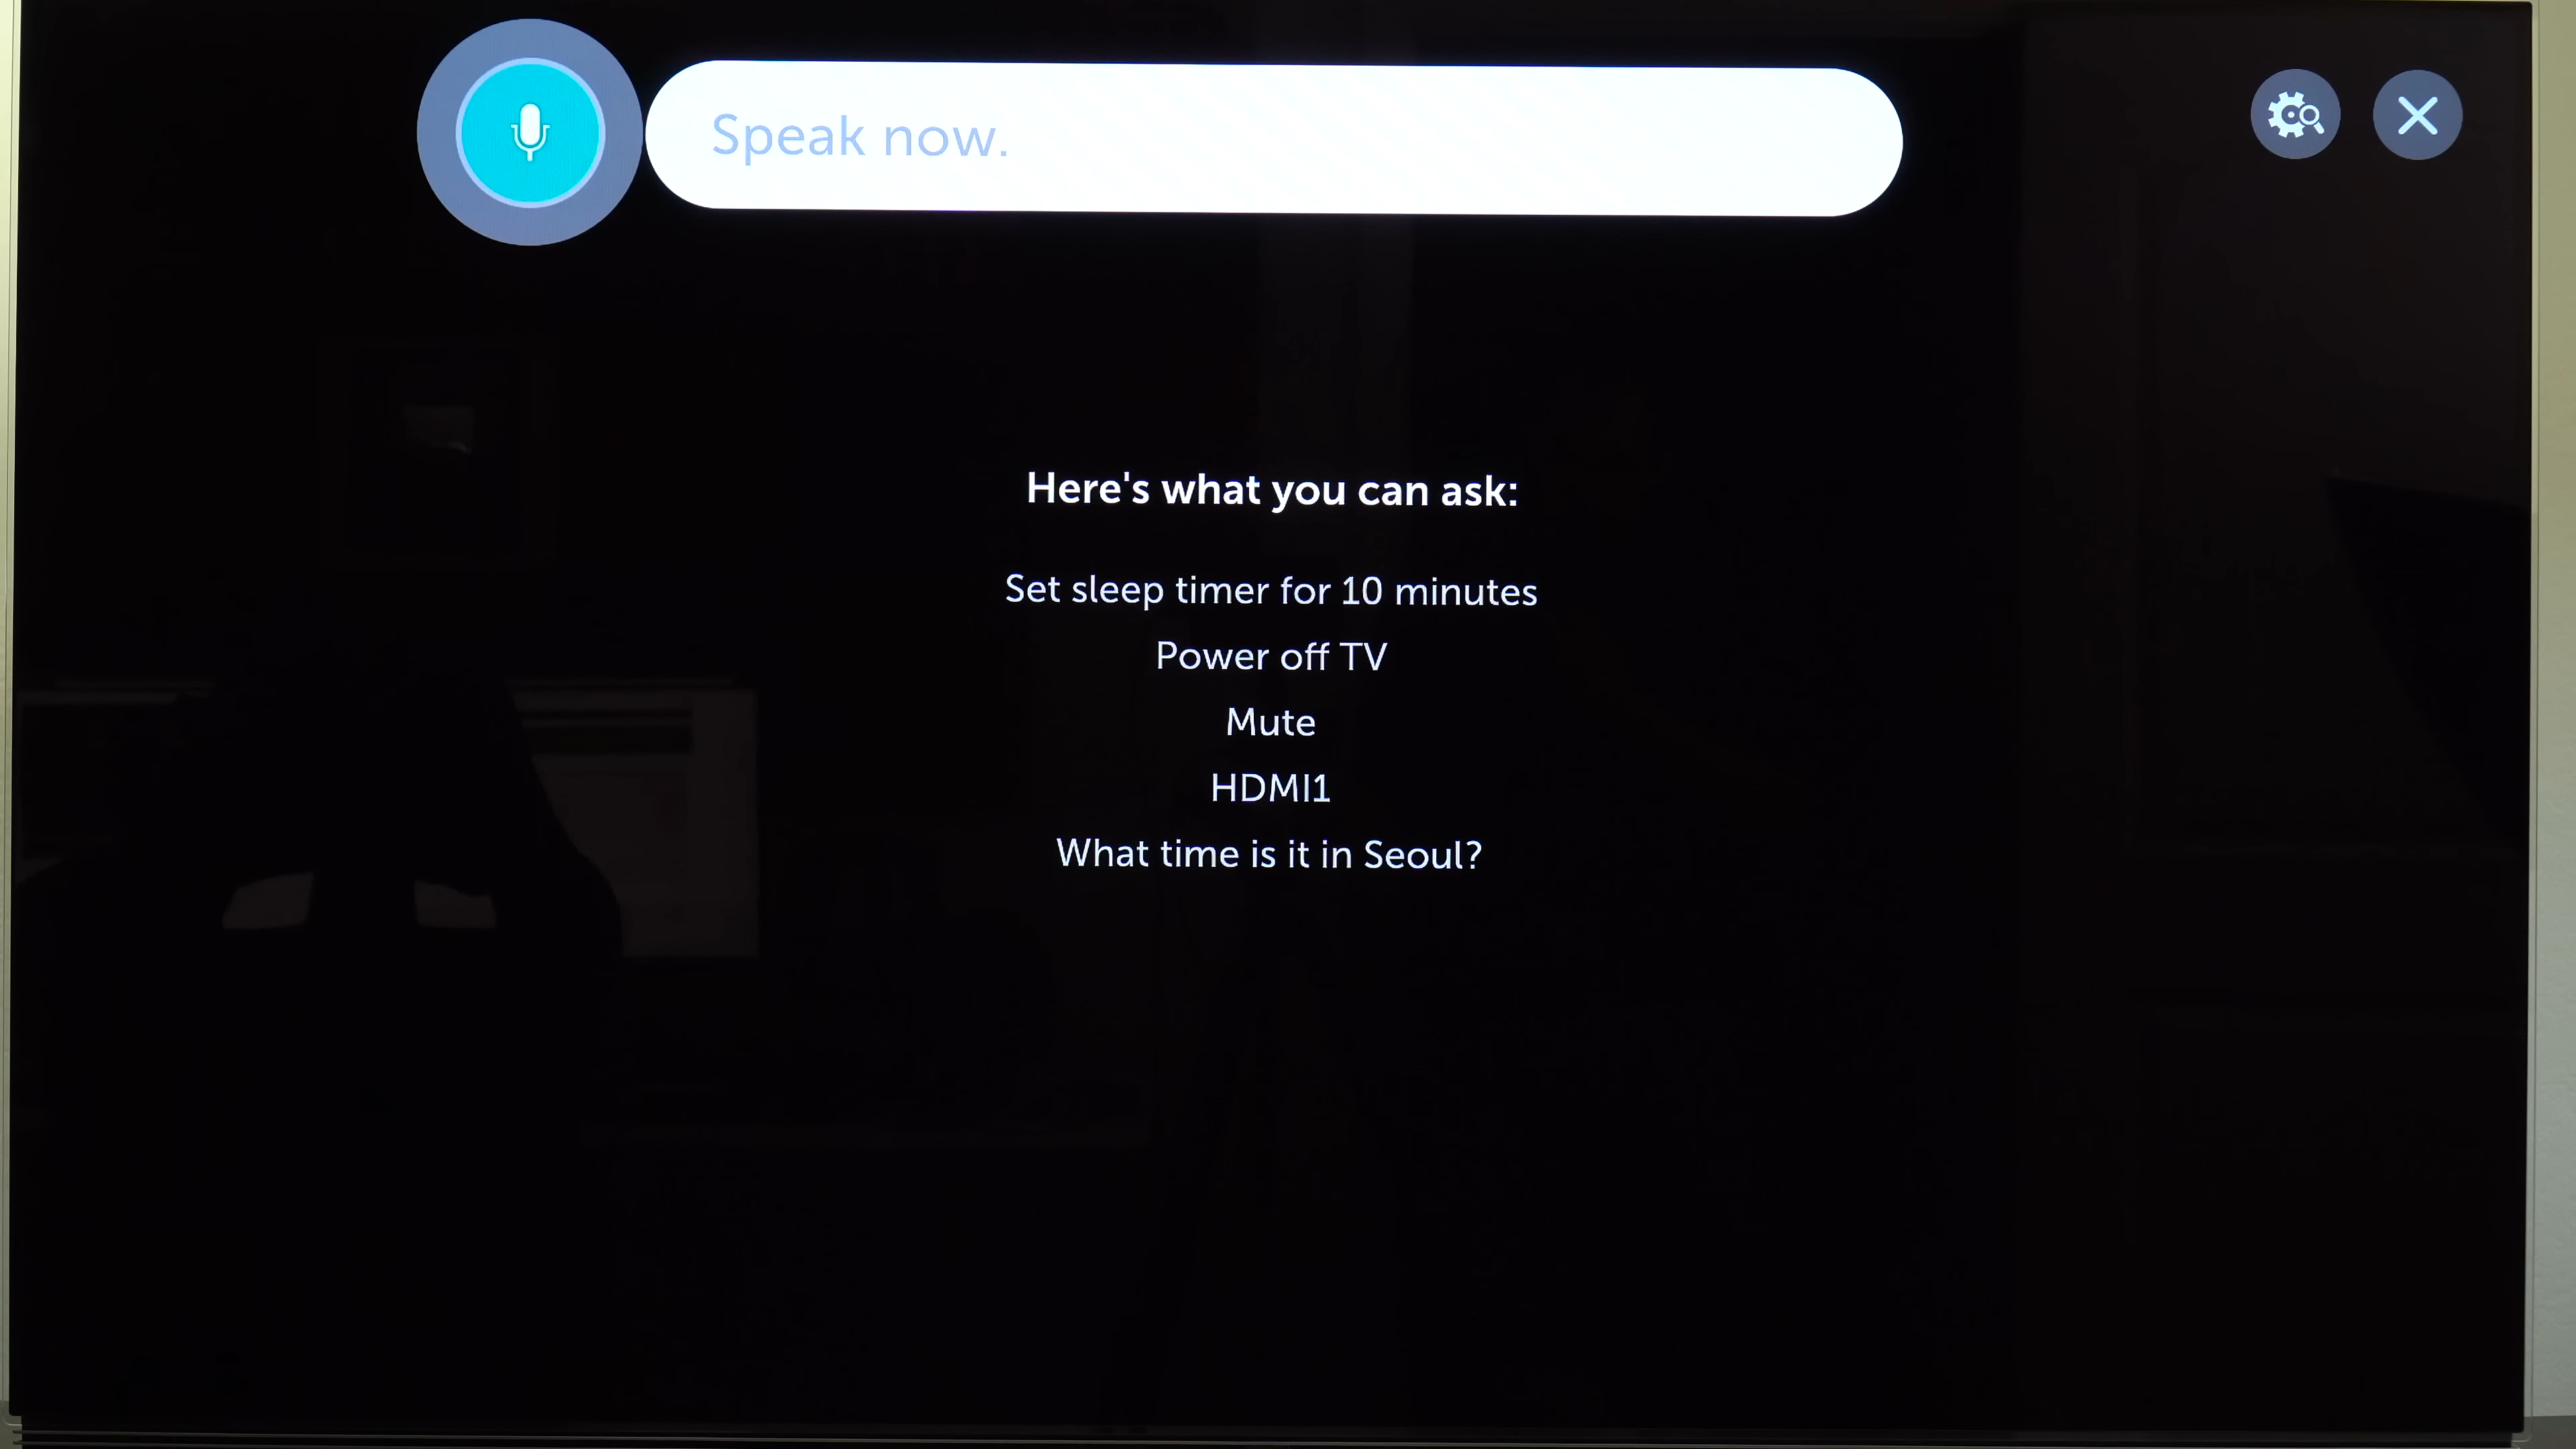 Speak now.
Here's what you can ask:
Set sleep timer for 10 minutes
Power off TV
Mute
HDMI1
What time is it in Seoul?